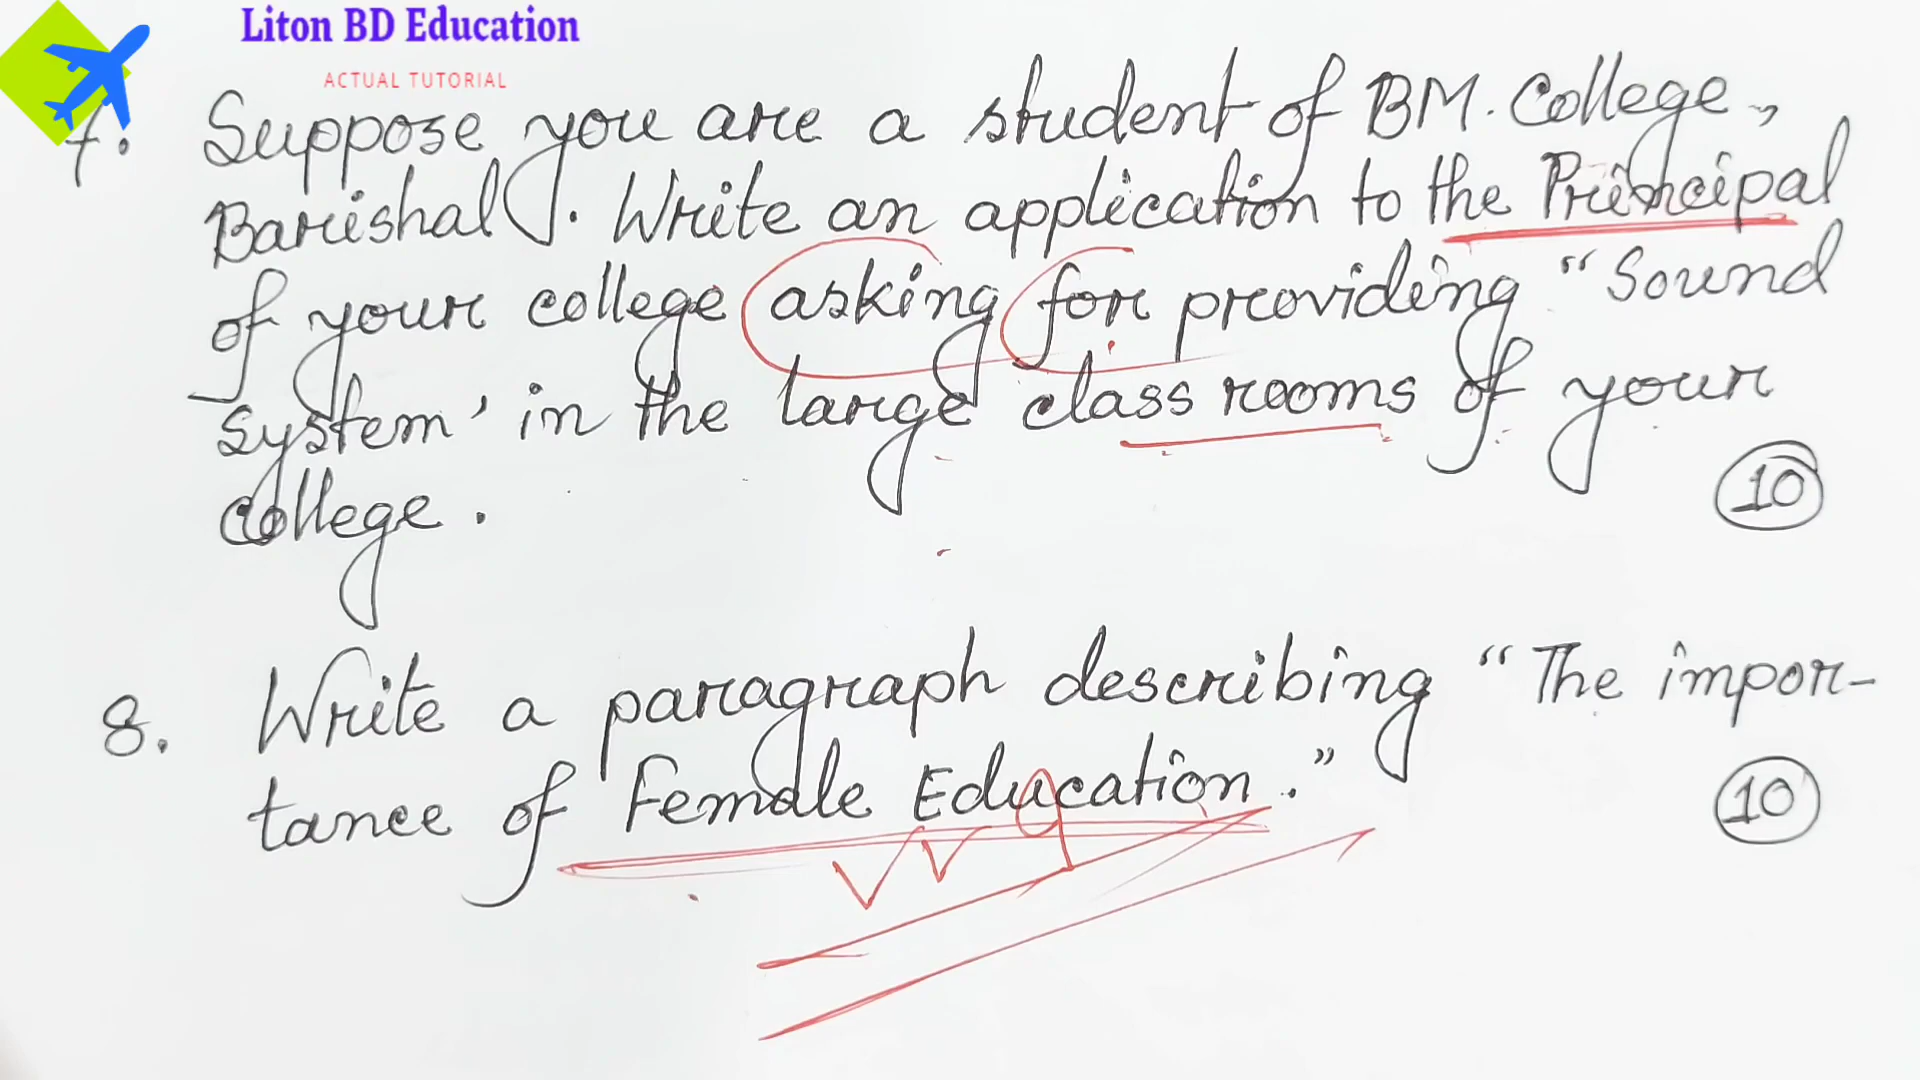 Liton BD Education
ACTUAL TUTORIAL
7. Suppose you are a student of BM. College,
Barishal. Write an application to the Principal
of your college asking for providing "Sound
system' in the large class rooms of your
college.
10
8. Write a paragraph describing "The impor-
tance of Female Education."
10